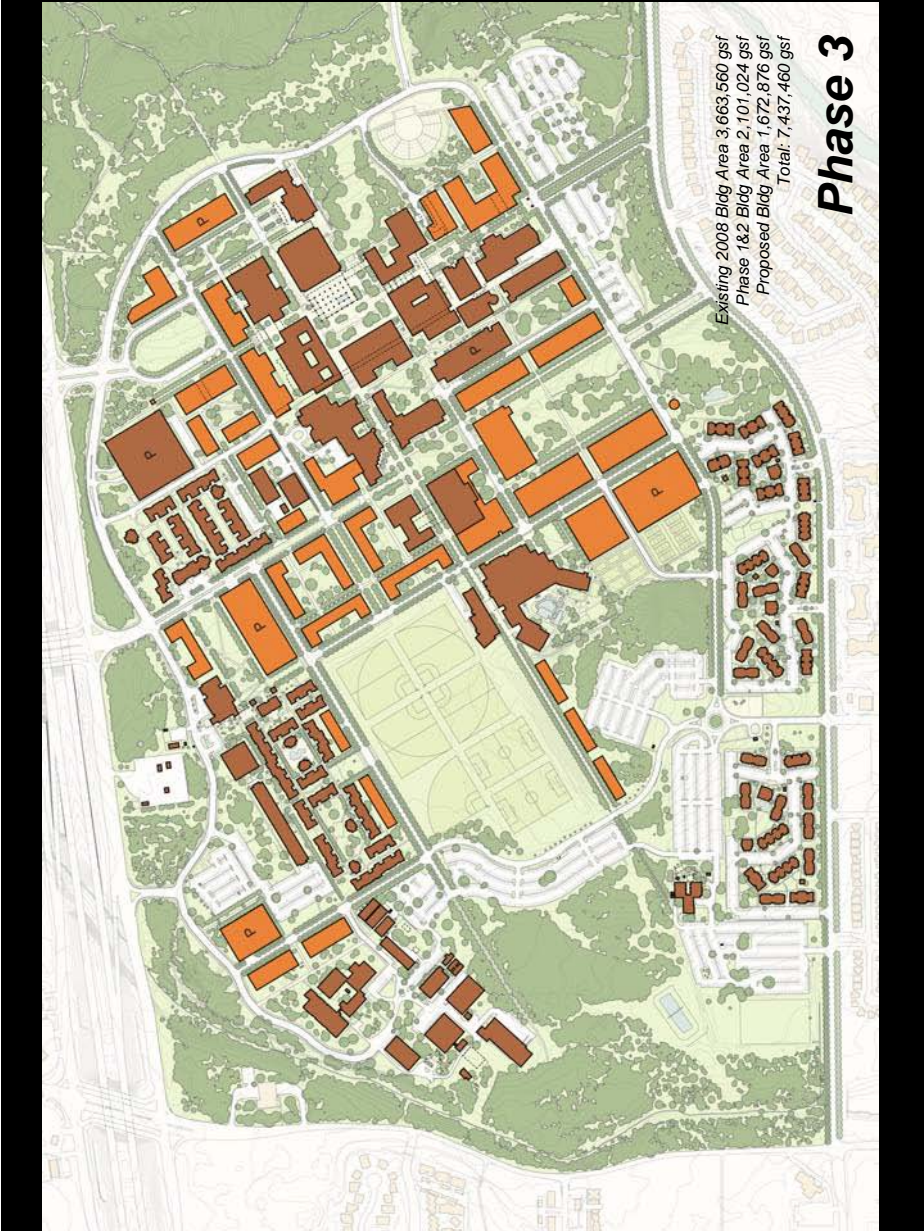 P
P
P
P
P
P
Existing 2008 Bldg Area 3,663,560 gsf
Phase 1&2 Bldg Area 2,101,024 gsf
Proposed Bldg Area 1,672,876 gsf
Total: 7,437,460 gsf
Phase 3